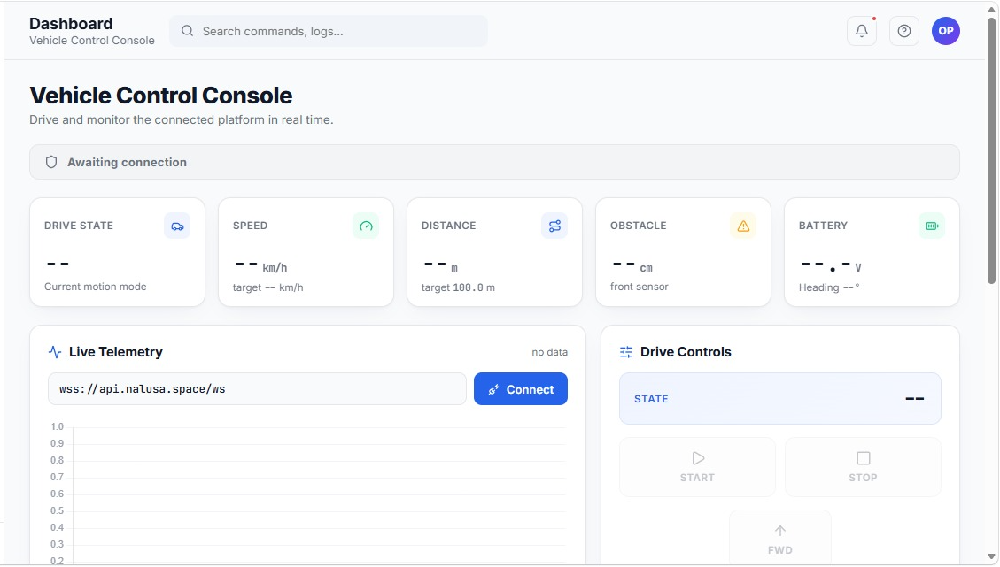 Dashboard
Vehicle Control Console
Search commands, logs...
OP
Vehicle Control Console
Drive and monitor the connected platform in real time.
Awaiting connection
DRIVE STATE
--
Current motion mode
SPEED
-- km/h
target -- km/h
DISTANCE
-- m
target 100.0 m
OBSTACLE
-- cm
front sensor
BATTERY
--.- V
Heading --°
Live Telemetry
no data
wss://api.nalusa.space/ws
Connect
1.0
0.9
0.8
0.7
0.6
0.5
0.4
0.3
0.2
Drive Controls
STATE
--
START
STOP
FWD